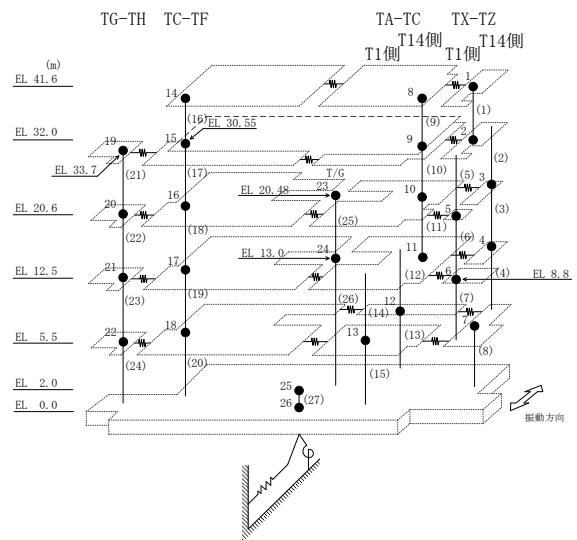 TG-TH TC-TF TA-TC TX-TZ
T1側 T14側 T1側 T14側
(m)
EL 41.6
14 8 1
(16) (9) (1)
EL 32.0
19 15 EL 30.55 9 2
EL 33.7
(21) (17) (10) (2)
T/G
EL 20.48 23 10 (5) 3
EL 20.6
20 16 5 (3)
(22) (18) (25) (11)
EL 13.0 24 11 (6) 4
EL 12.5
21 17 (12) 6 (4) EL 8.8
(23) (19) (26) 12 (14) (7)
EL 5.5
22 18 13 (13) 7
(24) (20) (15) (8)
EL 2.0
25
26 (27)
EL 0.0
振動方向